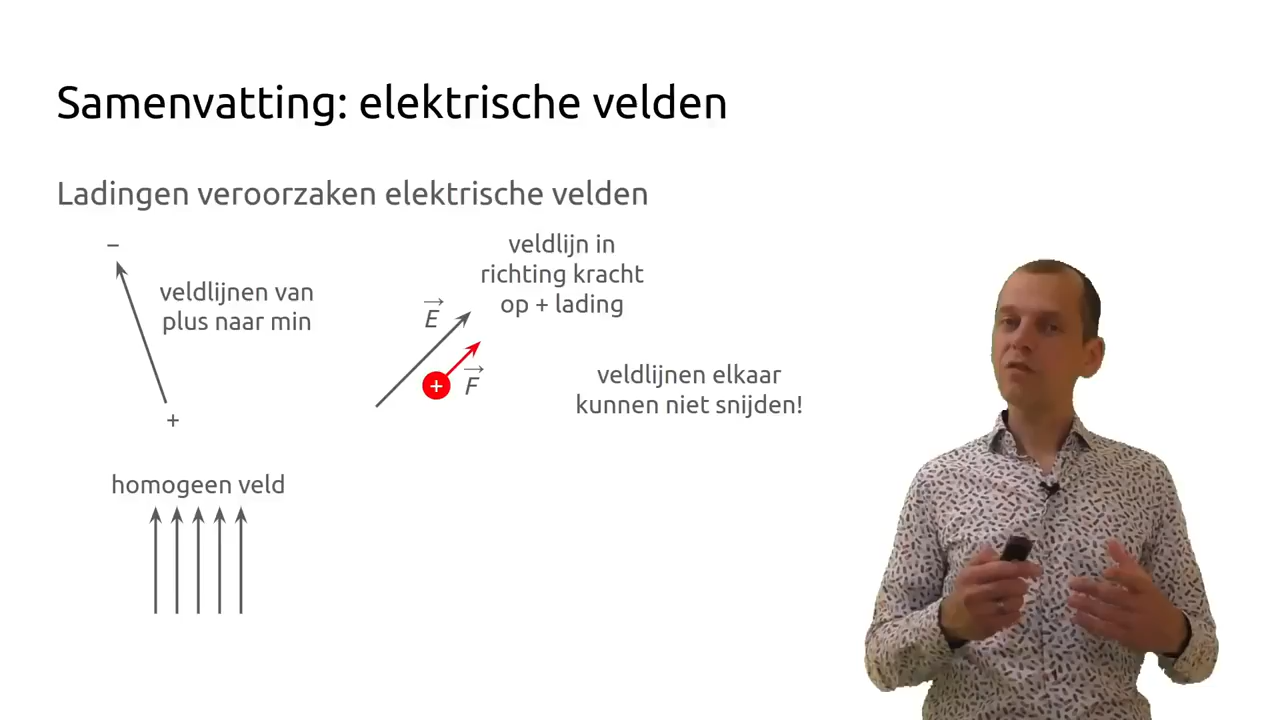 Samenvatting: elektrische velden
Ladingen veroorzaken elektrische velden
–
veldlijnen van
plus naar min
+
E
+
F
veldlijn in
richting kracht
op + lading
veldlijnen elkaar
kunnen niet snijden!
homogeen veld